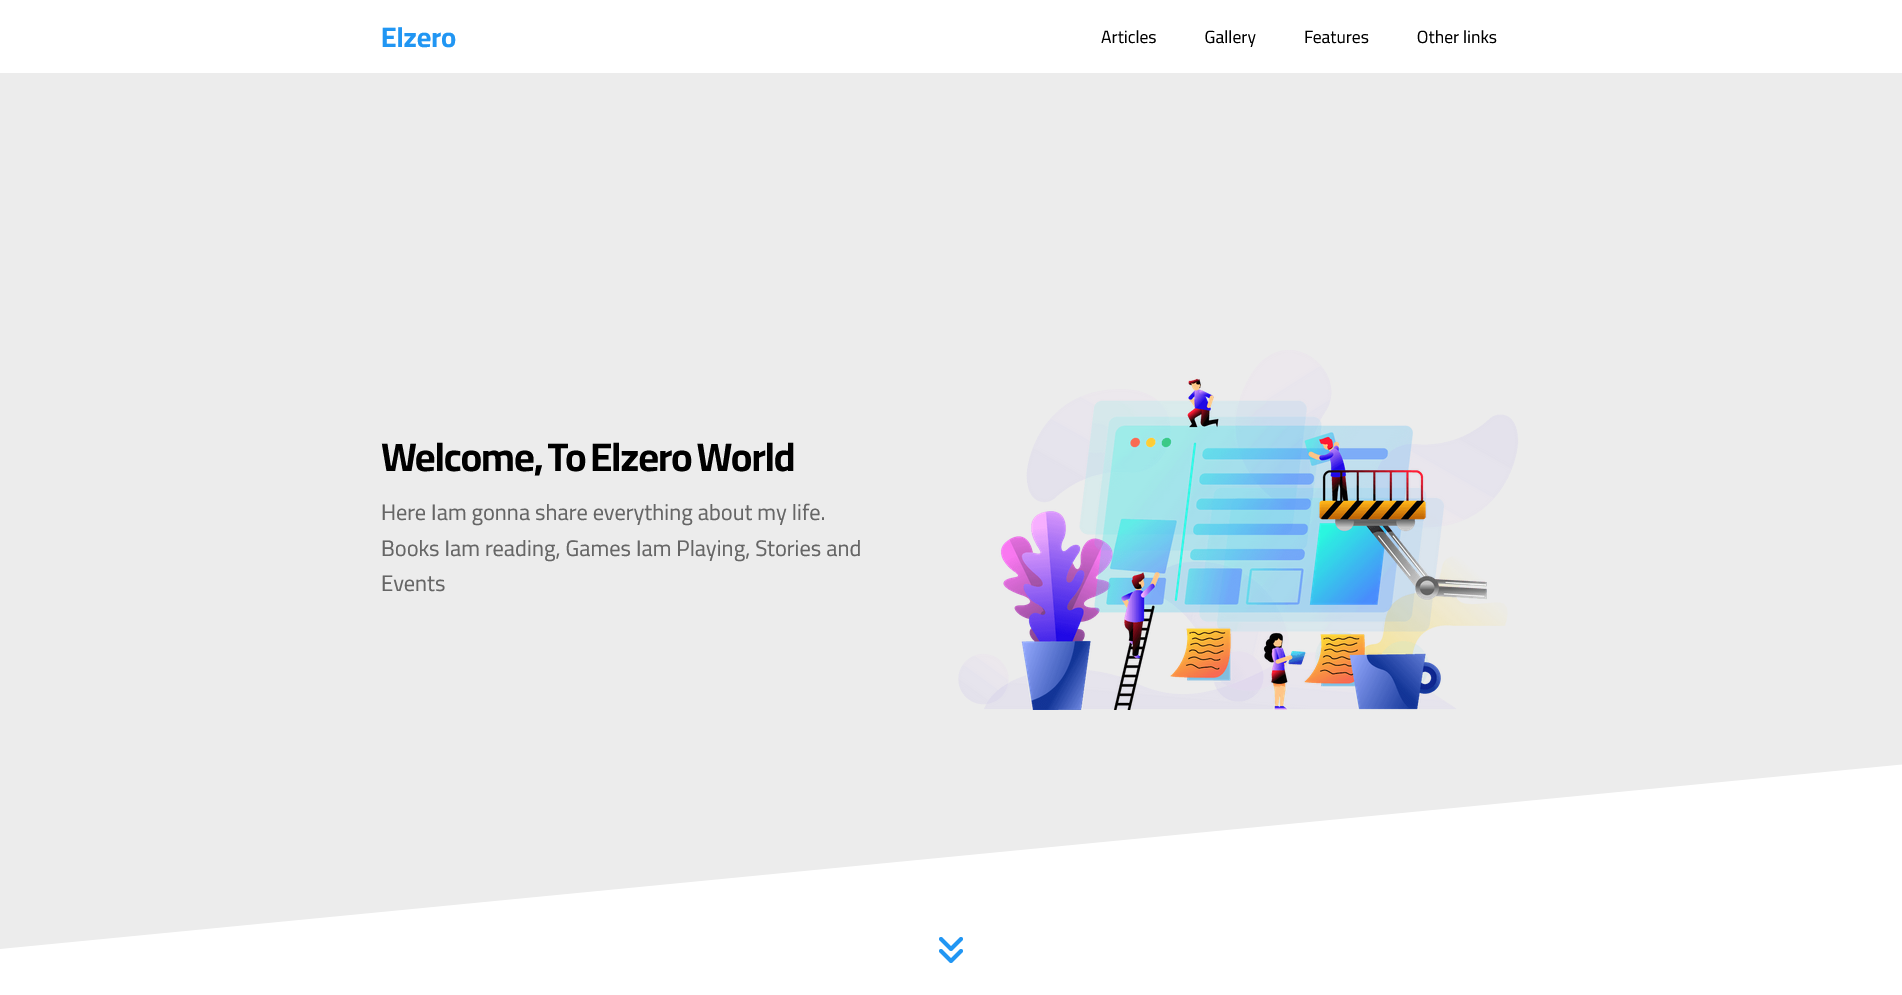 Elzero
Articles
Gallery
Features
Other links
Welcome, To Elzero World
Here Iam gonna share everything about my life.
Books Iam reading, Games Iam Playing, Stories and
Events